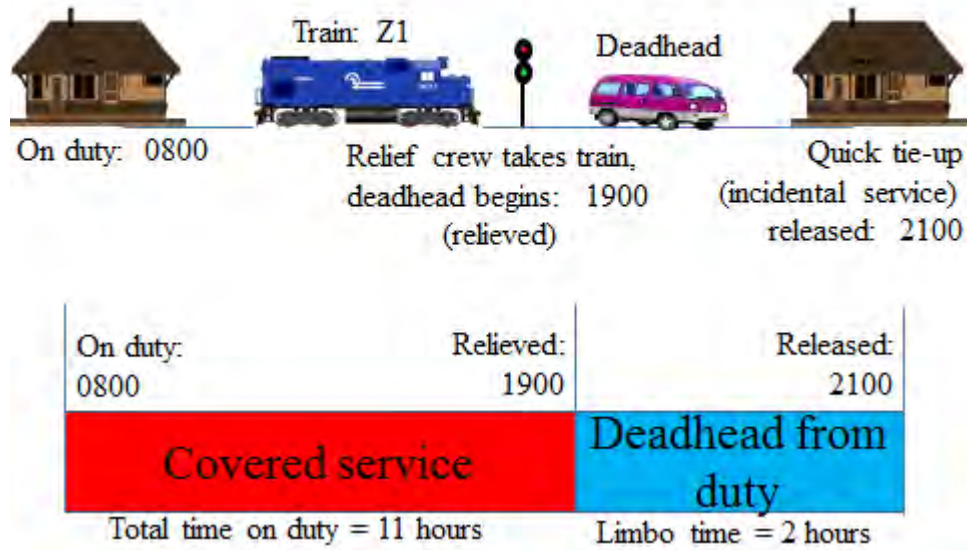 Train: Z1
Deadhead
On duty: 0800
Relief crew takes train,
deadhead begins: 1900
(relieved)
Quick tie-up
(incidental service)
released: 2100
On duty:
0800
Relieved:
1900
Released:
2100
Covered service
Deadhead from
duty
Total time on duty = 11 hours
Limbo time = 2 hours